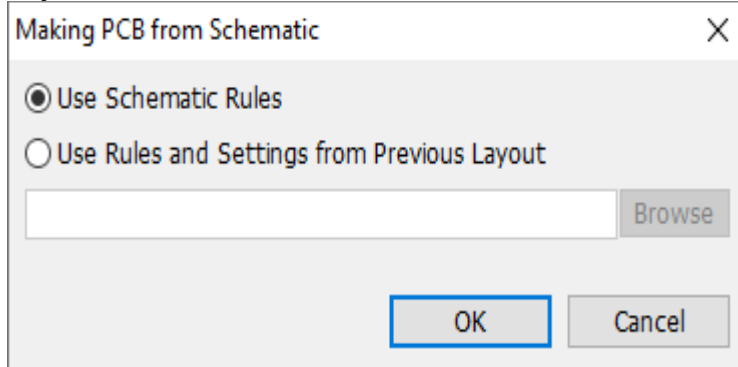 Making PCB from Schematic
Use Schematic Rules
Use Rules and Settings from Previous Layout
Browse
OK Cancel